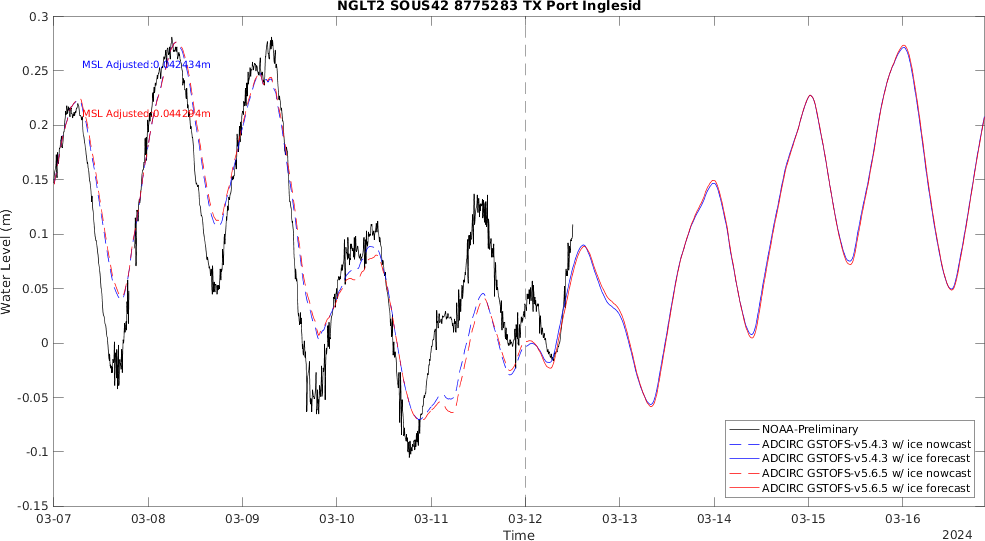 NGLT2 SOUS42 8775283 TX Port Inglesid
0.3
0.25
0.2
0.15
0.1
0.05
0
-0.05
-0.1
-0.15
Water Level (m)
MSL Adjusted:0.042434m
MSL Adjusted:0.044294m
NOAA-Preliminary
ADCIRC GSTOFS-v5.4.3 w/ ice nowcast
ADCIRC GSTOFS-v5.4.3 w/ ice forecast
ADCIRC GSTOFS-v5.6.5 w/ ice nowcast
ADCIRC GSTOFS-v5.6.5 w/ ice forecast
03-07 03-08 03-09 03-10 03-11 03-12 03-13 03-14 03-15 03-16
Time
2024